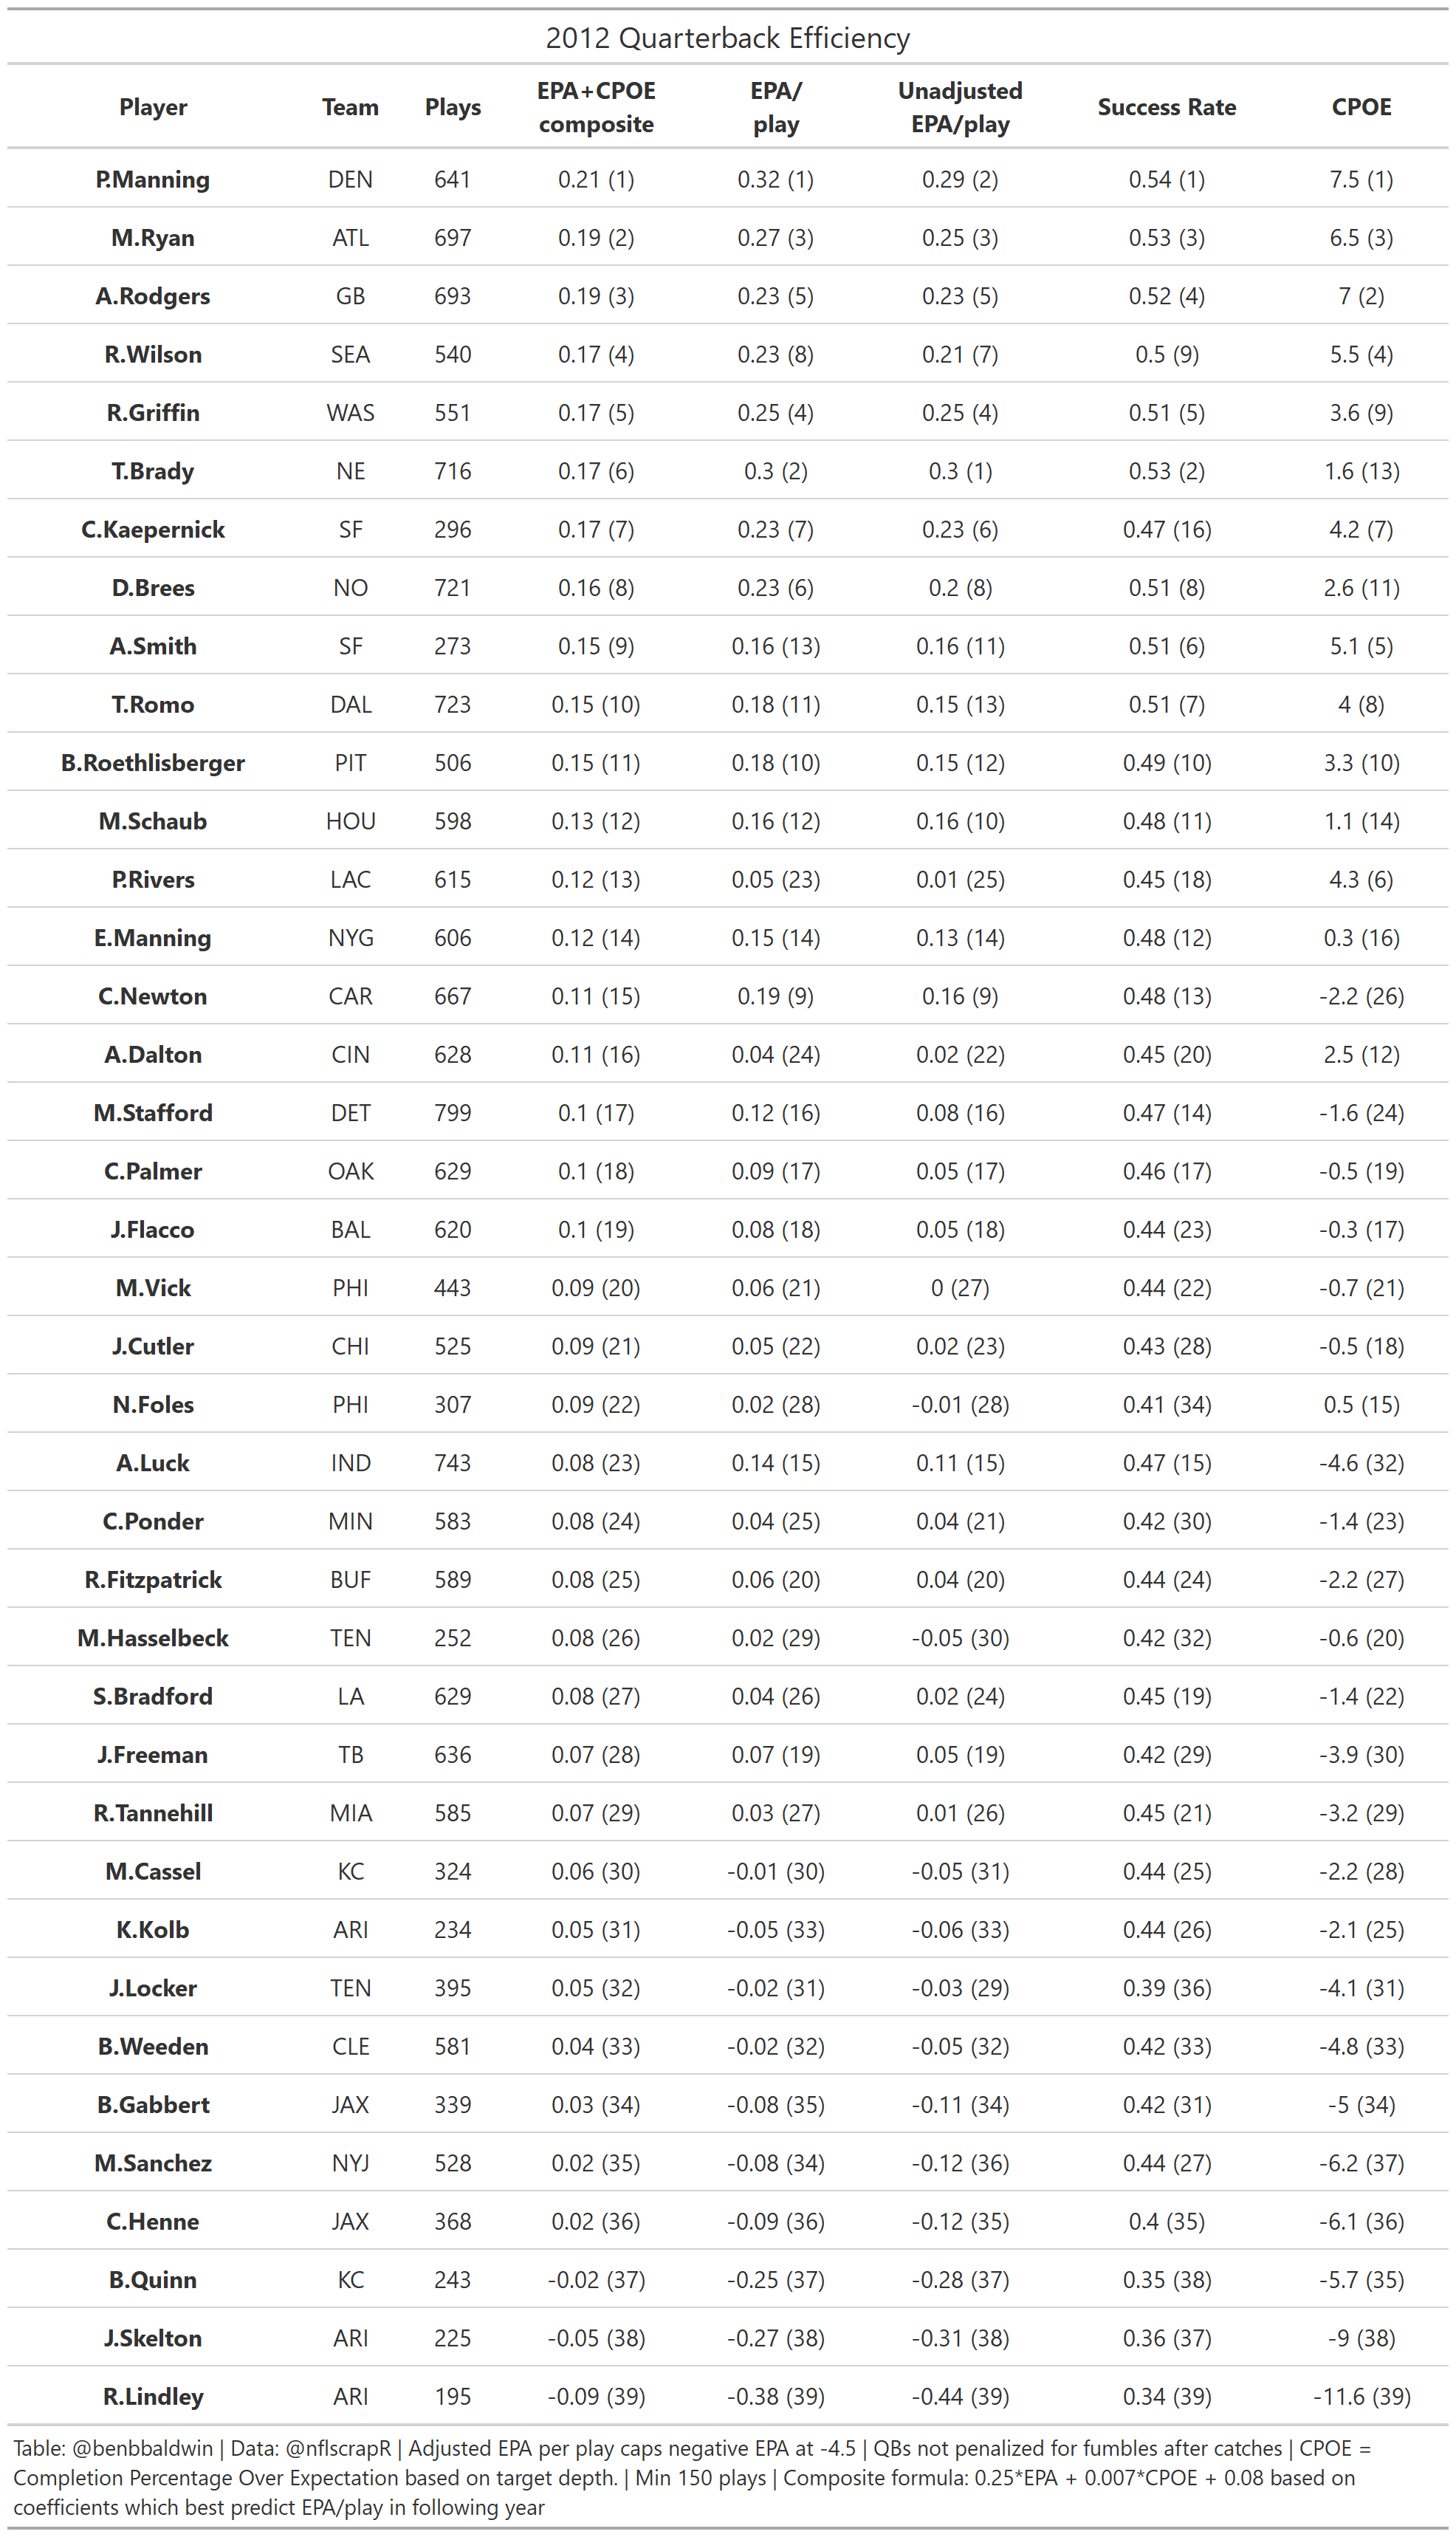 2012 Quarterback Efficiency
Player Team Plays EPA+CPOE composite EPA/ play Unadjusted EPA/play Success Rate CPOE
P.Manning DEN 641 0.21 (1) 0.32 (1) 0.29 (2) 0.54 (1) 7.5 (1)
M.Ryan ATL 697 0.19 (2) 0.27 (3) 0.25 (3) 0.53 (3) 6.5 (3)
A.Rodgers GB 693 0.19 (3) 0.23 (5) 0.23 (5) 0.52 (4) 7 (2)
R.Wilson SEA 540 0.17 (4) 0.23 (8) 0.21 (7) 0.5 (9) 5.5 (4)
R.Griffin WAS 551 0.17 (5) 0.25 (4) 0.25 (4) 0.51 (5) 3.6 (9)
T.Brady NE 716 0.17 (6) 0.3 (2) 0.3 (1) 0.53 (2) 1.6 (13)
C.Kaepernick SF 296 0.17 (7) 0.23 (7) 0.23 (6) 0.47 (16) 4.2 (7)
D.Brees NO 721 0.16 (8) 0.23 (6) 0.2 (8) 0.51 (8) 2.6 (11)
A.Smith SF 273 0.15 (9) 0.16 (13) 0.16 (11) 0.51 (6) 5.1 (5)
T.Romo DAL 723 0.15 (10) 0.18 (11) 0.15 (13) 0.51 (7) 4 (8)
B.Roethlisberger PIT 506 0.15 (11) 0.18 (10) 0.15 (12) 0.49 (10) 3.3 (10)
M.Schaub HOU 598 0.13 (12) 0.16 (12) 0.16 (10) 0.48 (11) 1.1 (14)
P.Rivers LAC 615 0.12 (13) 0.05 (23) 0.01 (25) 0.45 (18) 4.3 (6)
E.Manning NYG 606 0.12 (14) 0.15 (14) 0.13 (14) 0.48 (12) 0.3 (16)
C.Newton CAR 667 0.11 (15) 0.19 (9) 0.16 (9) 0.48 (13) -2.2 (26)
A.Dalton CIN 628 0.11 (16) 0.04 (24) 0.02 (22) 0.45 (20) 2.5 (12)
M.Stafford DET 799 0.1 (17) 0.12 (16) 0.08 (16) 0.47 (14) -1.6 (24)
C.Palmer OAK 629 0.1 (18) 0.09 (17) 0.05 (17) 0.46 (17) -0.5 (19)
J.Flacco BAL 620 0.1 (19) 0.08 (18) 0.05 (18) 0.44 (23) -0.3 (17)
M.Vick PHI 443 0.09 (20) 0.06 (21) 0 (27) 0.44 (22) -0.7 (21)
J.Cutler CHI 525 0.09 (21) 0.05 (22) 0.02 (23) 0.43 (28) -0.5 (18)
N.Foles PHI 307 0.09 (22) 0.02 (28) -0.01 (28) 0.41 (34) 0.5 (15)
A.Luck IND 743 0.08 (23) 0.14 (15) 0.11 (15) 0.47 (15) -4.6 (32)
C.Ponder MIN 583 0.08 (24) 0.04 (25) 0.04 (21) 0.42 (30) -1.4 (23)
R.Fitzpatrick BUF 589 0.08 (25) 0.06 (20) 0.04 (20) 0.44 (24) -2.2 (27)
M.Hasselbeck TEN 252 0.08 (26) 0.02 (29) -0.05 (30) 0.42 (32) -0.6 (20)
S.Bradford LA 629 0.08 (27) 0.04 (26) 0.02 (24) 0.45 (19) -1.4 (22)
J.Freeman TB 636 0.07 (28) 0.07 (19) 0.05 (19) 0.42 (29) -3.9 (30)
R.Tannehill MIA 585 0.07 (29) 0.03 (27) 0.01 (26) 0.45 (21) -3.2 (29)
M.Cassel KC 324 0.06 (30) -0.01 (30) -0.05 (31) 0.44 (25) -2.2 (28)
K.Kolb ARI 234 0.05 (31) -0.05 (33) -0.06 (33) 0.44 (26) -2.1 (25)
J.Locker TEN 395 0.05 (32) -0.02 (31) -0.03 (29) 0.39 (36) -4.1 (31)
B.Weeden CLE 581 0.04 (33) -0.02 (32) -0.05 (32) 0.42 (33) -4.8 (33)
B.Gabbert JAX 339 0.03 (34) -0.08 (35) -0.11 (34) 0.42 (31) -5 (34)
M.Sanchez NYJ 528 0.02 (35) -0.08 (34) -0.12 (36) 0.44 (27) -6.2 (37)
C.Henne JAX 368 0.02 (36) -0.09 (36) -0.12 (35) 0.4 (35) -6.1 (36)
B.Quinn KC 243 -0.02 (37) -0.25 (37) -0.28 (37) 0.35 (38) -5.7 (35)
J.Skelton ARI 225 -0.05 (38) -0.27 (38) -0.31 (38) 0.36 (37) -9 (38)
R.Lindley ARI 195 -0.09 (39) -0.38 (39) -0.44 (39) 0.34 (39) -11.6 (39)
Table: @benbbaldwin | Data: @nflscrapR | Adjusted EPA per play caps negative EPA at -4.5 | QBs not penalized for fumbles after catches | CPOE =
Completion Percentage Over Expectation based on target depth. | Min 150 plays | Composite formula: 0.25*EPA + 0.007*CPOE + 0.08 based on
coefficients which best predict EPA/play in following year